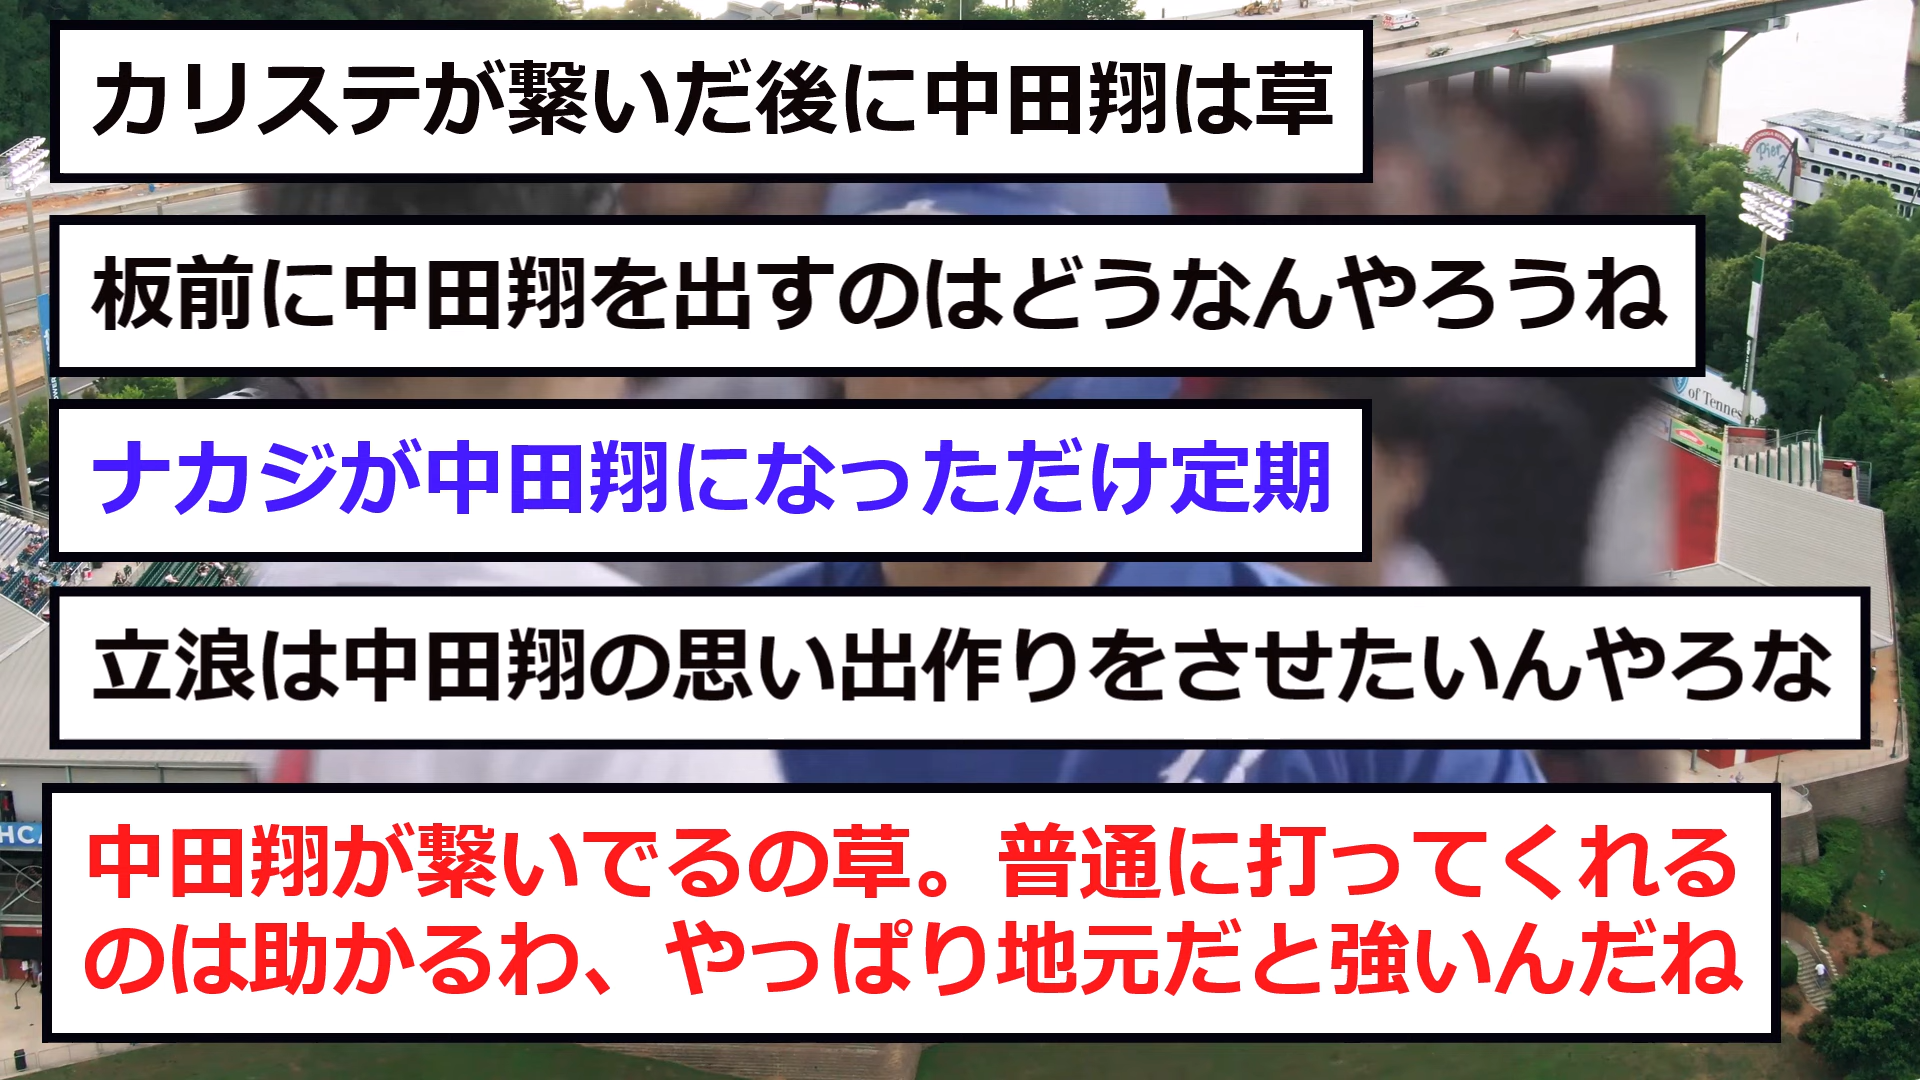 カリステが繋いだ後に中田翔は草
板前に中田翔を出すのはどうなんやろうね
ナカジが中田翔になっただけ定期
立浪は中田翔の思い出作りをさせたいんやろな
中田翔が繋いでるの草。普通に打ってくれる
のは助かるわ、やっぱり地元だと強いんだね
Pier 2
of Tennes
HCA